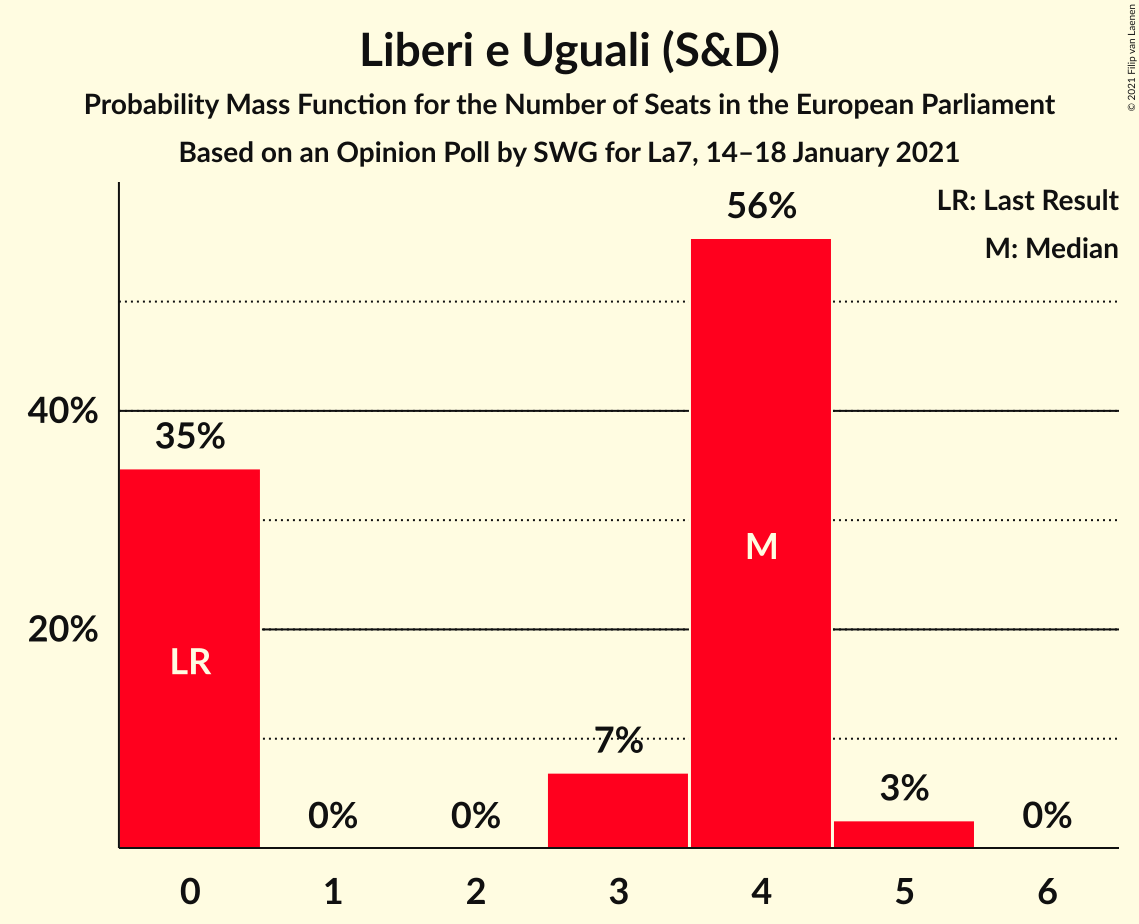 Liberi e Uguali (S&D)
Probability Mass Function for the Number of Seats in the European Parliament
Based on an Opinion Poll by SWG for La7, 14–18 January 2021
© 2021 Filip van Laenen
LR: Last Result
M: Median
56%
40%
35%
M
20%
LR
7%
3%
0%
0%
0%
0
1
2
3
4
5
6